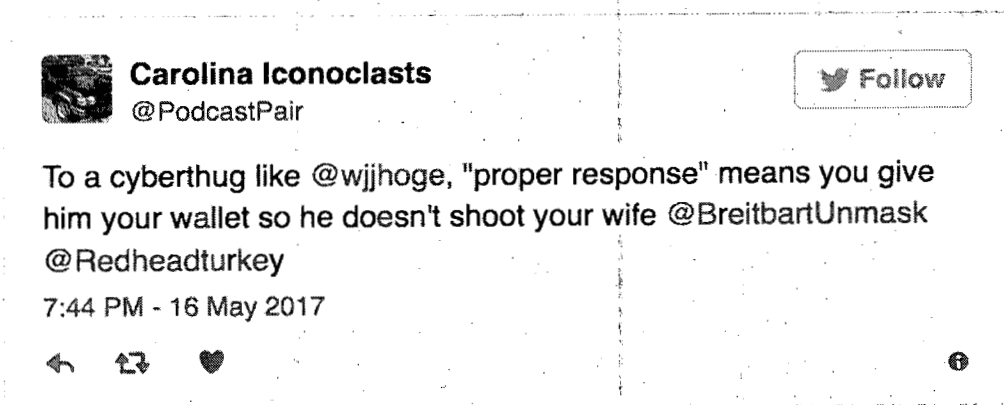 Carolina Iconoclasts
@PodcastPair
Follow
To a cyberthug like @wjjhoge, "proper response" means you give
him your wallet so he doesn't shoot your wife @BreitbartUnmask
@Redheadturkey
7:44 PM - 16 May 2017